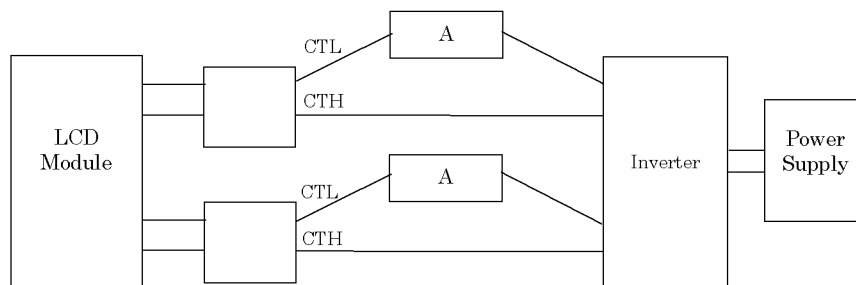 CTL
A
CTH
LCD
Module
Inverter
Power
Supply
CTL
A
CTH